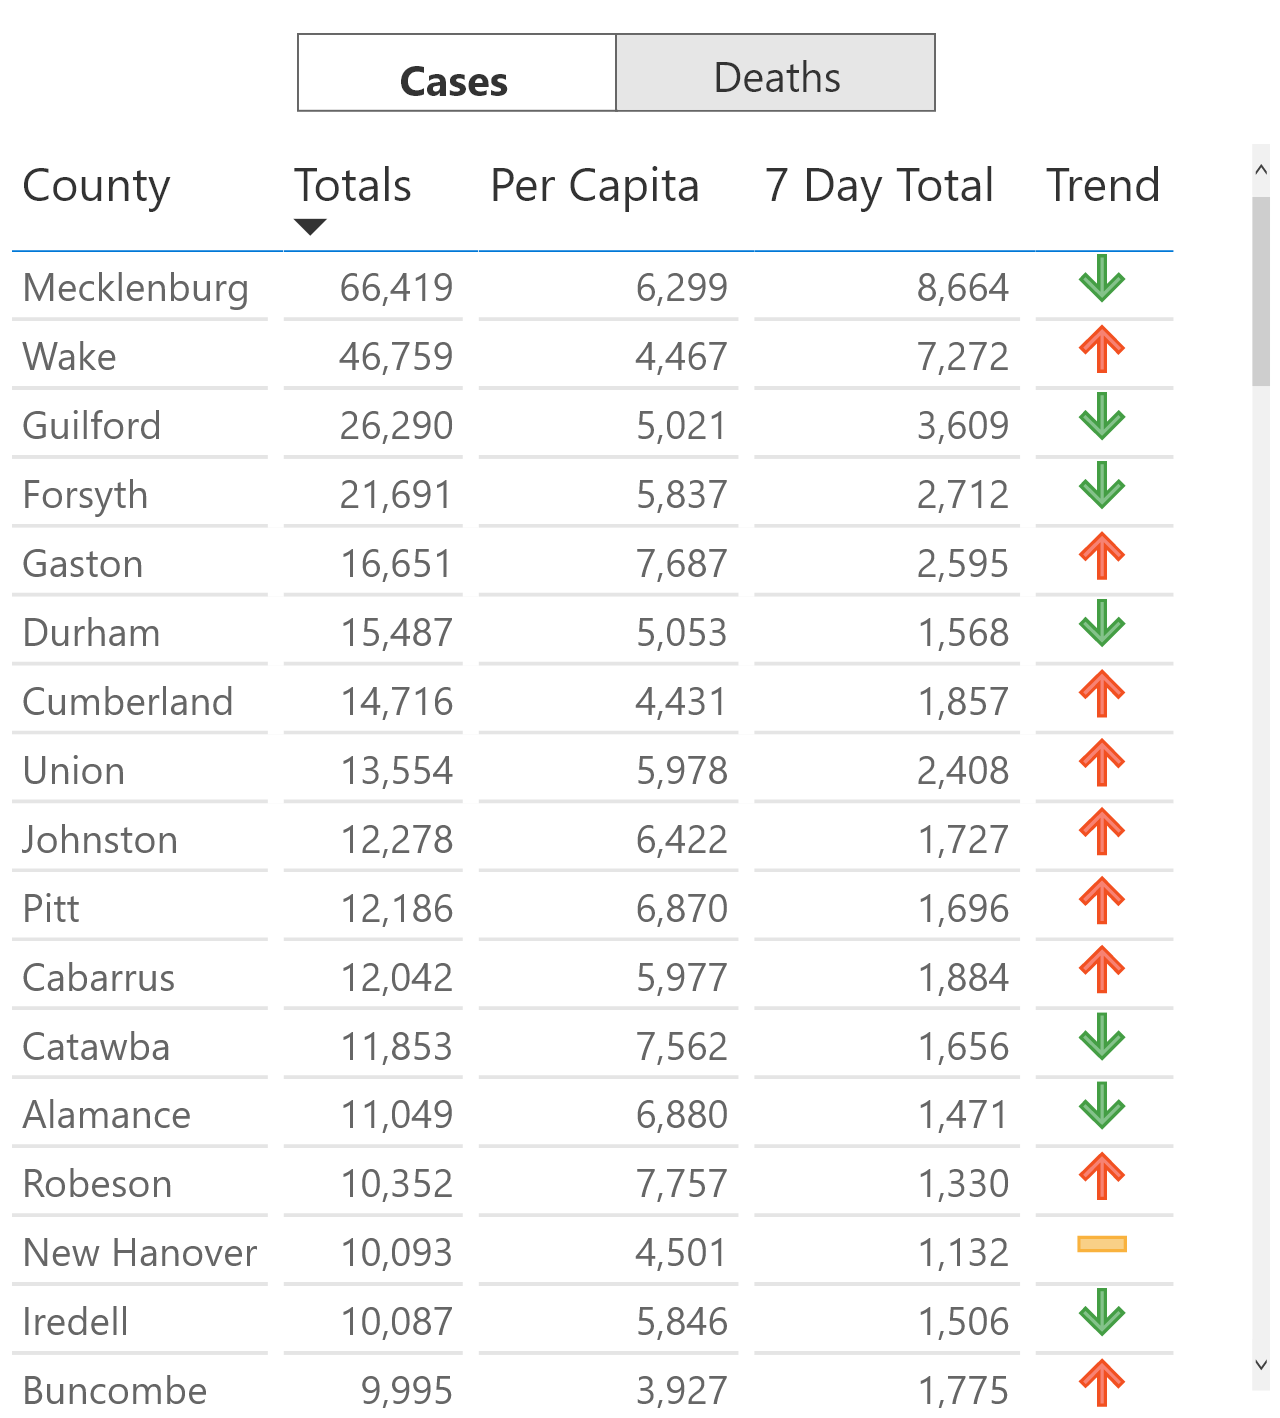 Cases Deaths
County Totals Per Capita 7 Day Total Trend
Mecklenburg 66,419 6,299 8,664
Wake 46,759 4,467 7,272
Guilford 26,290 5,021 3,609
Forsyth 21,691 5,837 2,712
Gaston 16,651 7,687 2,595
Durham 15,487 5,053 1,568
Cumberland 14,716 4,431 1,857
Union 13,554 5,978 2,408
Johnston 12,278 6,422 1,727
Pitt 12,186 6,870 1,696
Cabarrus 12,042 5,977 1,884
Catawba 11,853 7,562 1,656
Alamance 11,049 6,880 1,471
Robeson 10,352 7,757 1,330
New Hanover 10,093 4,501 1,132
Iredell 10,087 5,846 1,506
Buncombe 9,995 3,927 1,775